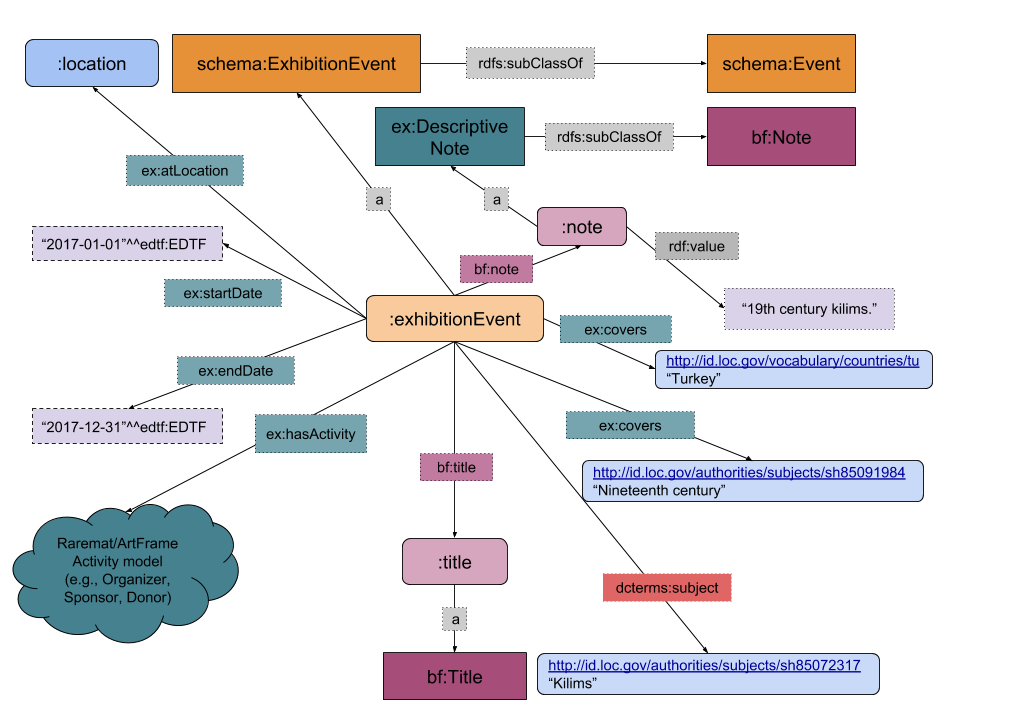 :location
schema:ExhibitionEvent
rdfs:subClassOf
schema:Event
ex:Descriptive
Note
rdfs:subClassOf
bf:Note
ex:atLocation
a
a
:note
“2017-01-01”^^edtf:EDTF
rdf:value
bf:note
ex:startDate
“19th century kilims.”
:exhibitionEvent
ex:covers
http://id.loc.gov/vocabulary/countries/tu
“Turkey”
ex:endDate
“2017-12-31”^^edtf:EDTF
ex:hasActivity
ex:covers
bf:title
http://id.loc.gov/authorities/subjects/sh85091984
“Nineteenth century”
Raremat/ArtFrame
Activity model
(e.g., Organizer,
Sponsor, Donor)
:title
dcterms:subject
a
bf:Title
http://id.loc.gov/authorities/subjects/sh85072317
“Kilims”